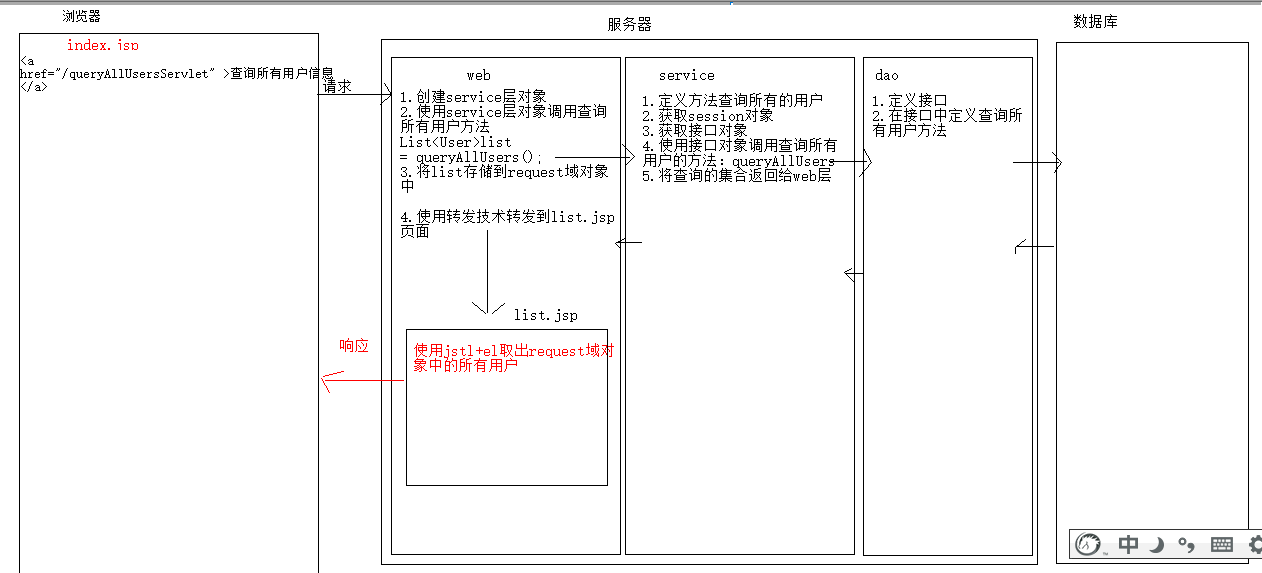 浏览器
服务器
数据库
index.jsp
<a
href="/queryAllUsersServlet" >查询所有用户信息
</a>
请求
web
1.创建service层对象
2.使用service层对象调用查询
所有用户方法
List<User>list
= queryAllUsers();
3.将list存储到request域对象
中
4.使用转发技术转发到list.jsp
页面
list.jsp
使用jstl+el取出request域对
象中的所有用户
响应
service
1.定义方法查询所有的用户
2.获取session对象
3.获取接口对象
4.使用接口对象调用查询所有
用户的方法：queryAllUsers
5.将查询的集合返回给web层
dao
1.定义接口
2.在接口中定义查询所
有用户方法
中